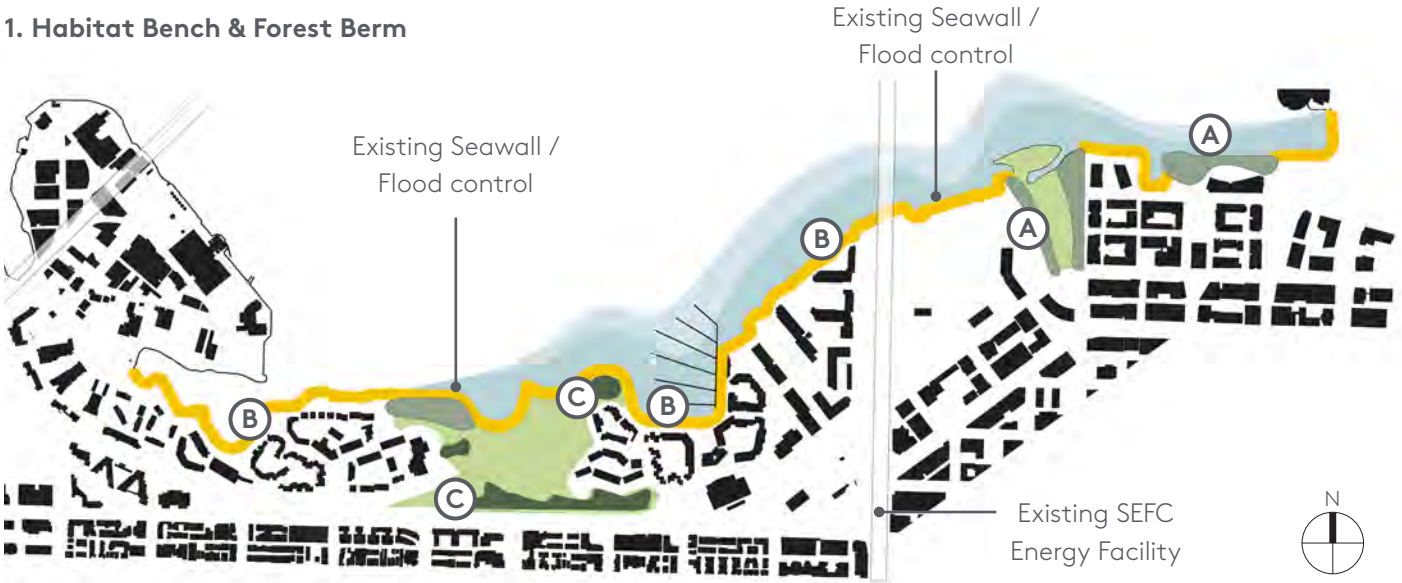 1. Habitat Bench & Forest Berm
Existing Seawall /
Flood control
Existing Seawall /
Flood control
A
A
B
B
B
C
C
Existing SEFC
Energy Facility
N